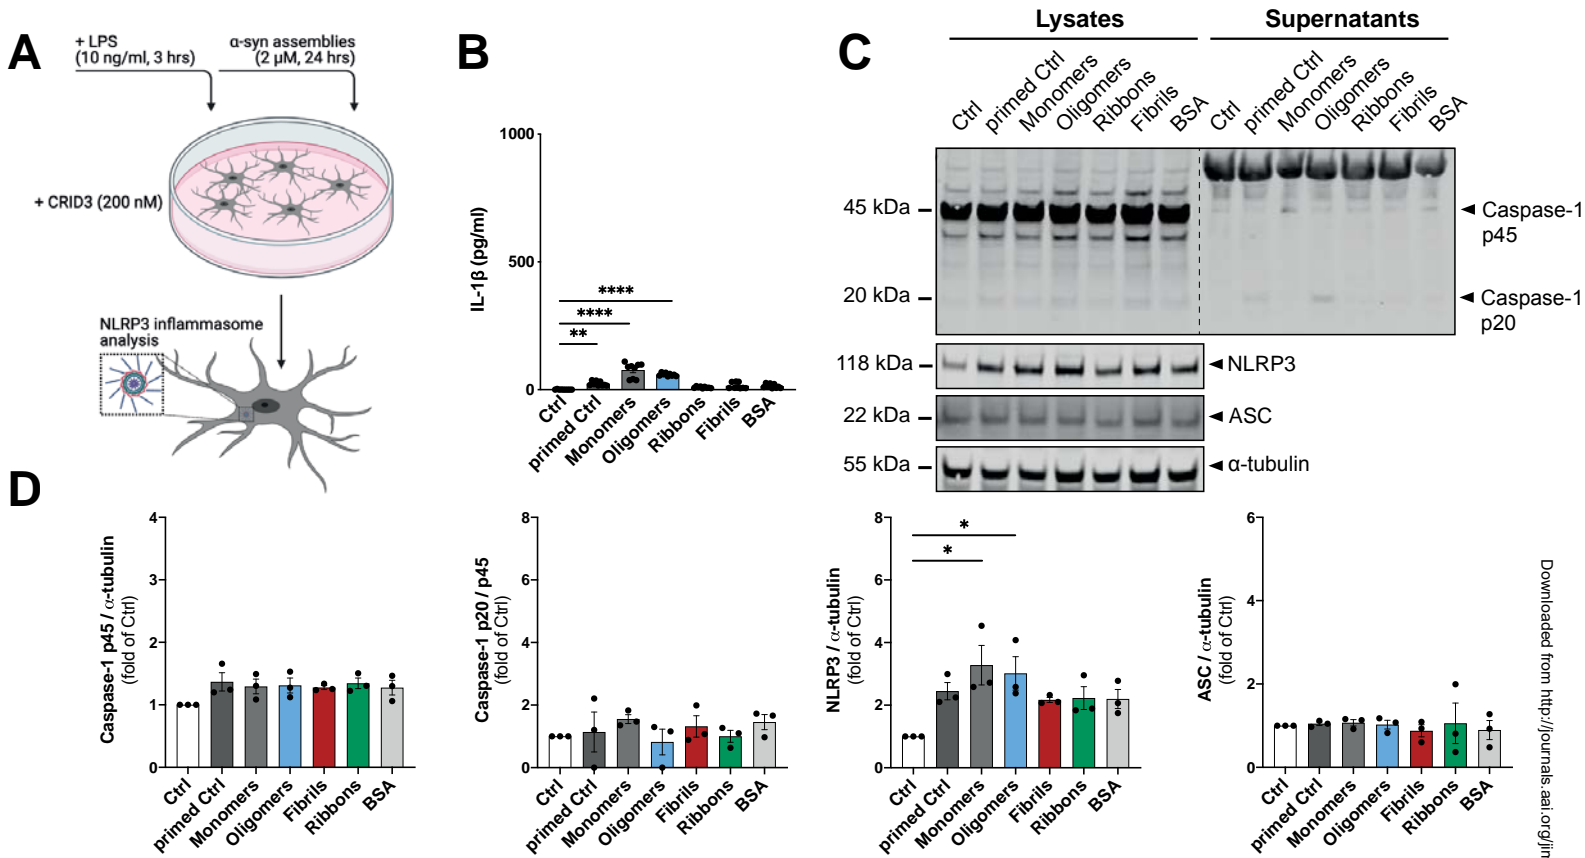 A
+ LPS
(10 ng/ml, 3 hrs)
α-syn assemblies
(2 μM, 24 hrs)
+ CRID3 (200 nM)
NLRP3 inflammasome
analysis
B
IL-1β (pg/ml)
1000
500
0
****
****
**
Ctrl
primed Ctrl
Monomers
Oligomers
Ribbons
Fibrils
BSA
C
Lysates
Supernatants
Ctrl
primed Ctrl
Monomers
Oligomers
Ribbons
Fibrils
BSA
Ctrl
primed Ctrl
Monomers
Oligomers
Ribbons
Fibrils
BSA
45 kDa
Caspase-1
p45
20 kDa
Caspase-1
p20
118 kDa
NLRP3
22 kDa
ASC
55 kDa
α-tubulin
D
Caspase-1 p45 / α-tubulin
(fold of Ctrl)
4
3
2
1
0
Ctrl
primed Ctrl
Monomers
Oligomers
Fibrils
Ribbons
BSA
Caspase-1 p20 / p45
(fold of Ctrl)
8
6
4
2
0
Ctrl
primed Ctrl
Monomers
Oligomers
Fibrils
Ribbons
BSA
NLRP3 / α-tubulin
(fold of Ctrl)
8
6
4
2
0
*
*
Ctrl
primed Ctrl
Monomers
Oligomers
Fibrils
Ribbons
BSA
ASC / α-tubulin
(fold of Ctrl)
6
4
2
0
Ctrl
primed Ctrl
Monomers
Oligomers
Fibrils
Ribbons
BSA
Downloaded from http://journals.aai.org/jin